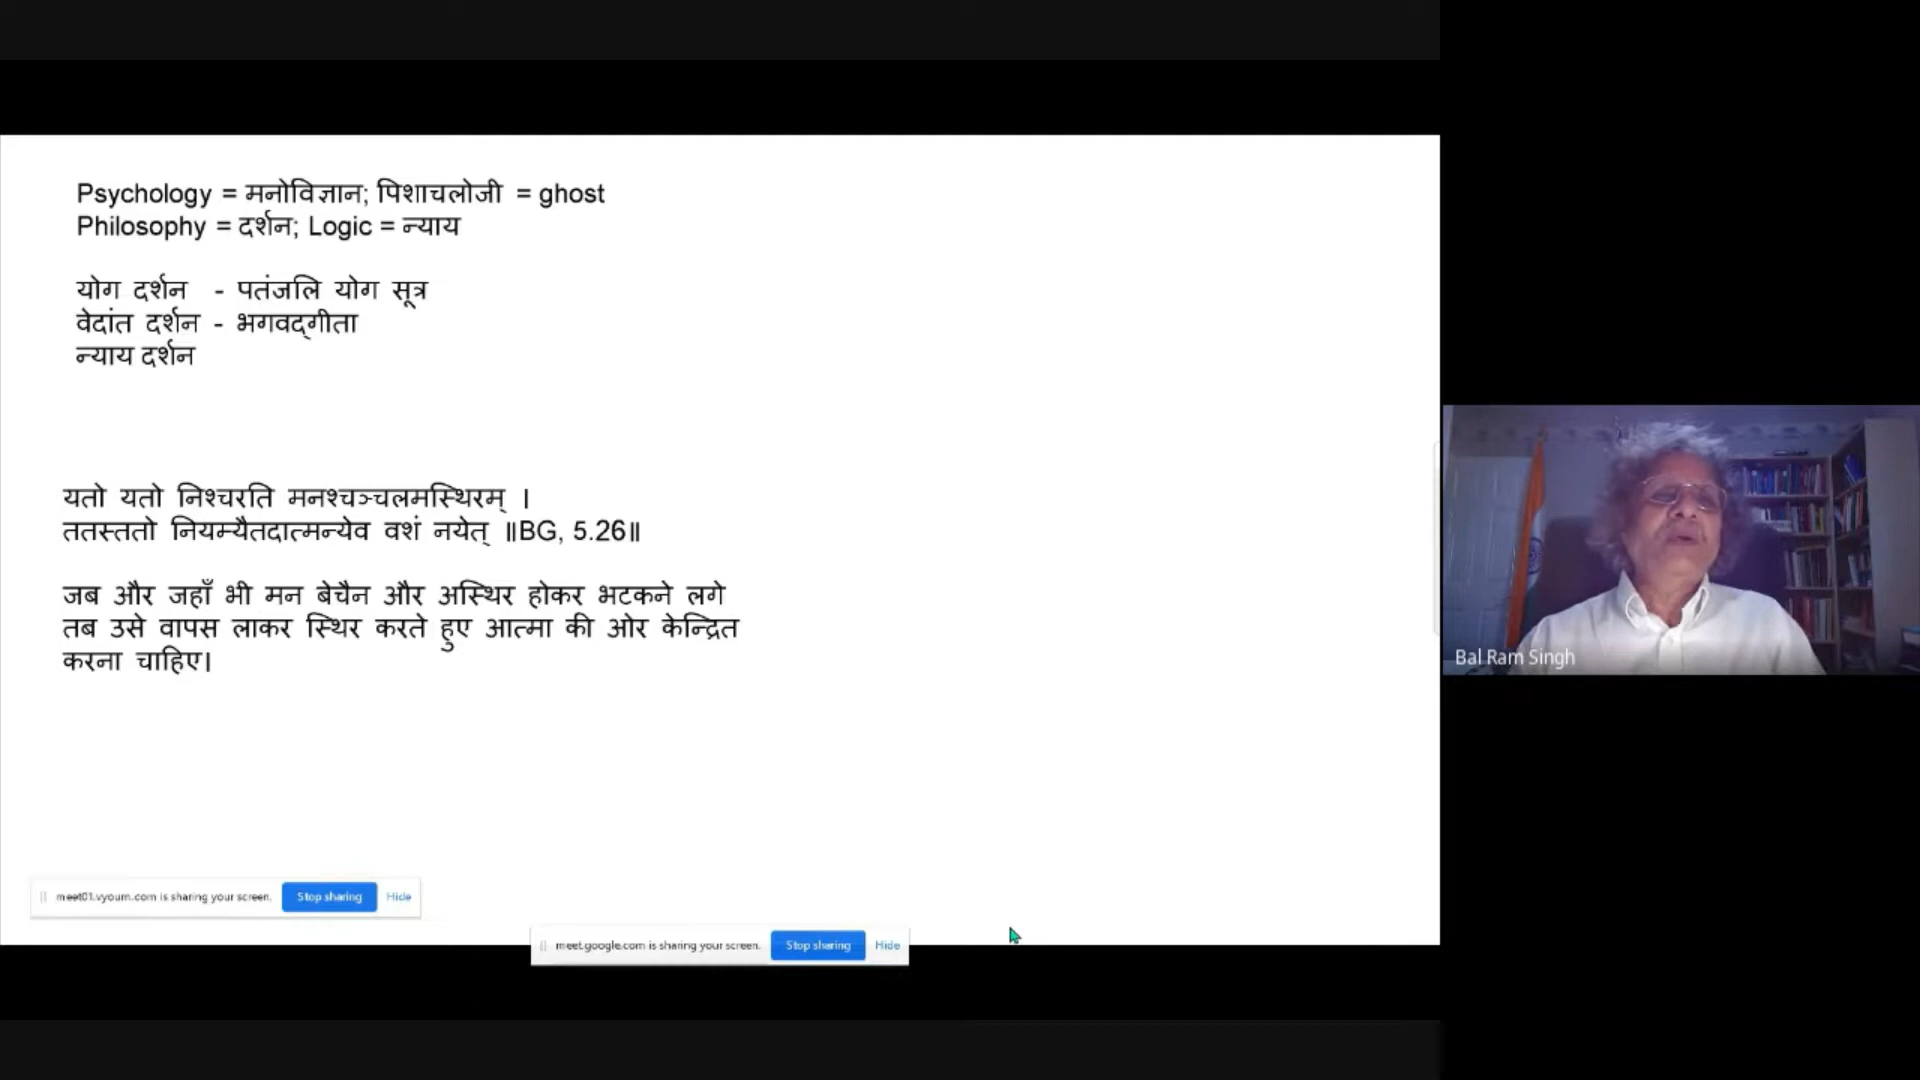 Psychology = मनोविज्ञान; पिशाचलोजी = ghost
Philosophy = दर्शन; Logic = न्याय
योग दर्शन - पतंजलि योग सूत्र
वेदांत दर्शन - भगवद्गीता
न्याय दर्शन
यतो यतो निश्चरति मनश्चञ्चलमस्थिरम् ।
ततस्ततो नियम्यैतदात्मन्येव वशं नयेत् ॥BG, 5.26॥
जब और जहाँ भी मन बेचैन और अस्थिर होकर भटकने लगे
तब उसे वापस लाकर स्थिर करते हुए आत्मा की ओर केन्द्रित
करना चाहिए।
Bal Ram Singh
meet01.vyoum.com is sharing your screen. Stop sharing Hide
meet.google.com is sharing your screen. Stop sharing Hide